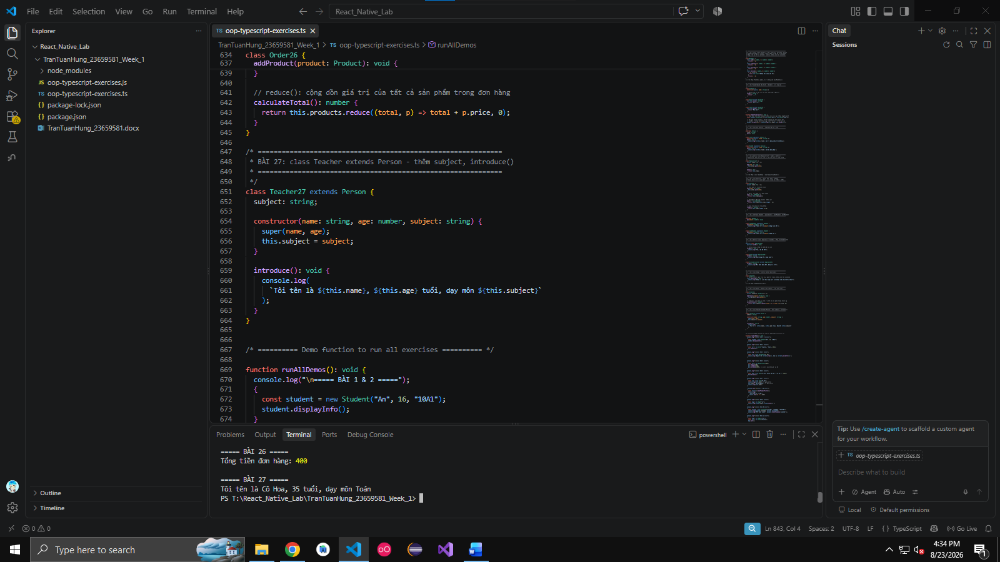 File Edit Selection View Go Run Terminal Help
React_Native_Lab
Explorer
React_Native_Lab
TranTuanHung_23659581_Week_1
node_modules
JS oop-typescript-exercises.js
TS oop-typescript-exercises.ts
{} package-lock.json
{} package.json
TranTuanHung_23659581.docx
Outline
Timeline
TS oop-typescript-exercises.ts
TranTuanHung_23659581_Week_1 > TS oop-typescript-exercises.ts > runAllDemos
634 class Order26 {
637 addProduct(product: Product): void {
639 }
640
641 // reduce(): cộng dồn giá trị của tất cả sản phẩm trong đơn hàng
642 calculateTotal(): number {
643 return this.products.reduce((total, p) => total + p.price, 0);
644 }
645 }
646
647 /* =============================================================
648 * BÀI 27: class Teacher extends Person - thêm subject, introduce()
649 * =============================================================
650 */
651 class Teacher27 extends Person {
652 subject: string;
653
654 constructor(name: string, age: number, subject: string) {
655 super(name, age);
656 this.subject = subject;
657 }
658
659 introduce(): void {
660 console.log(
661 `Tôi tên là ${this.name}, ${this.age} tuổi, dạy môn ${this.subject}`
662 );
663 }
664 }
665
666
667 /* ========== Demo function to run all exercises ========== */
668
669 function runAllDemos(): void {
670 console.log("\n===== BÀI 1 & 2 =====");
671 {
672 const student = new Student("An", 16, "10A1");
673 student.displayInfo();
674 }
Problems Output Terminal Ports Debug Console
powershell
===== BÀI 26 =====
Tổng tiền đơn hàng: 400
===== BÀI 27 =====
Tôi tên là Cô Hoa, 35 tuổi, dạy môn Toán
PS T:\React_Native_Lab\TranTuanHung_23659581_Week_1>
Chat
Sessions
Tip: Use /create-agent to scaffold a custom agent
for your workflow.
TS oop-typescript-exercises.ts
Describe what to build
Agent Auto
Local Default permissions
0 0
Ln 843, Col 4 Spaces: 2 UTF-8 LF {} TypeScript Go Live
Type here to search
4:34 PM
8/23/2026
1